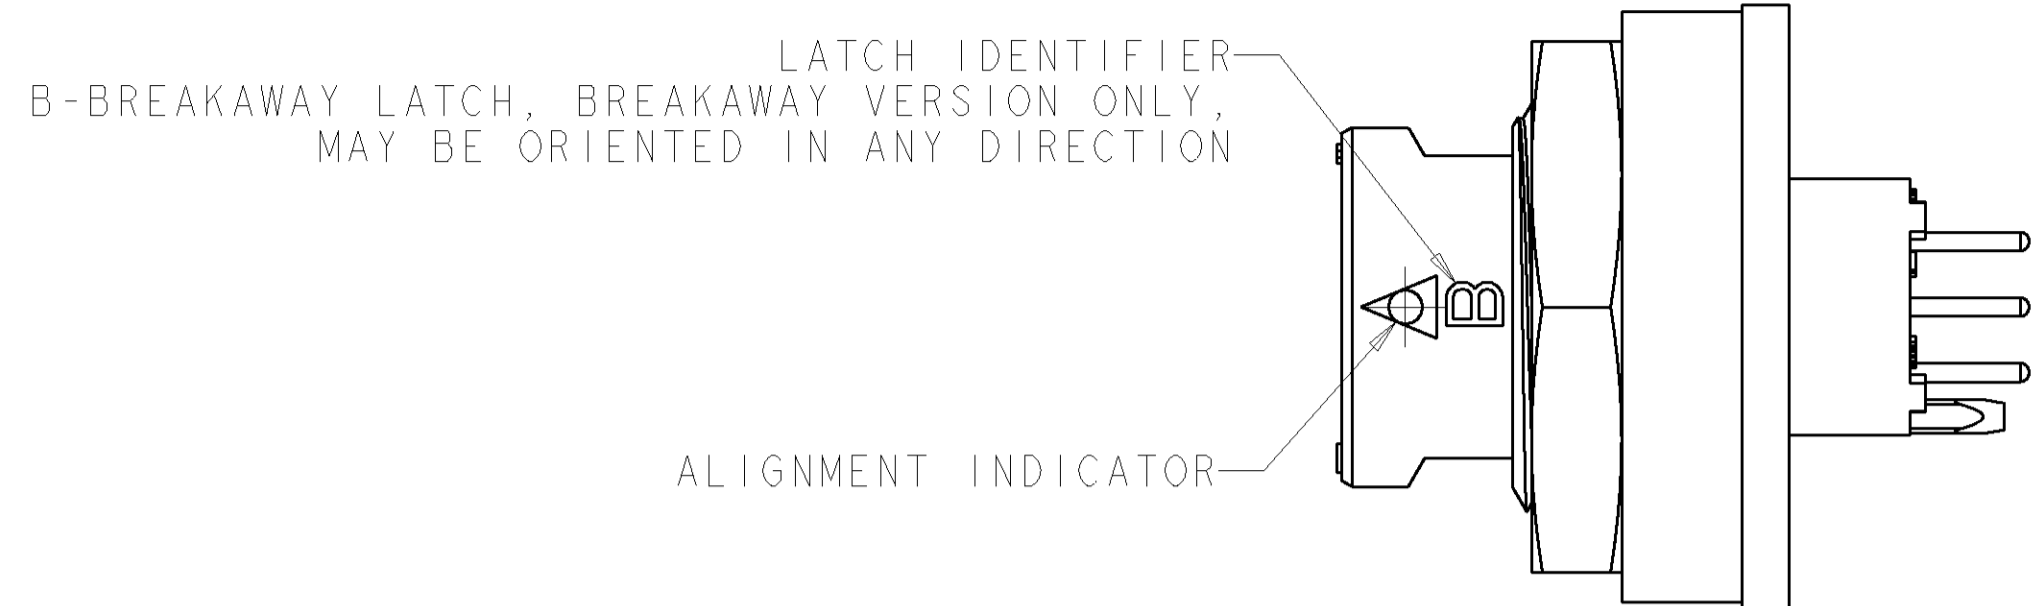 LATCH IDENTIFIER
B-BREAKAWAY LATCH, BREAKAWAY VERSION ONLY,
MAY BE ORIENTED IN ANY DIRECTION
B
ALIGNMENT INDICATOR